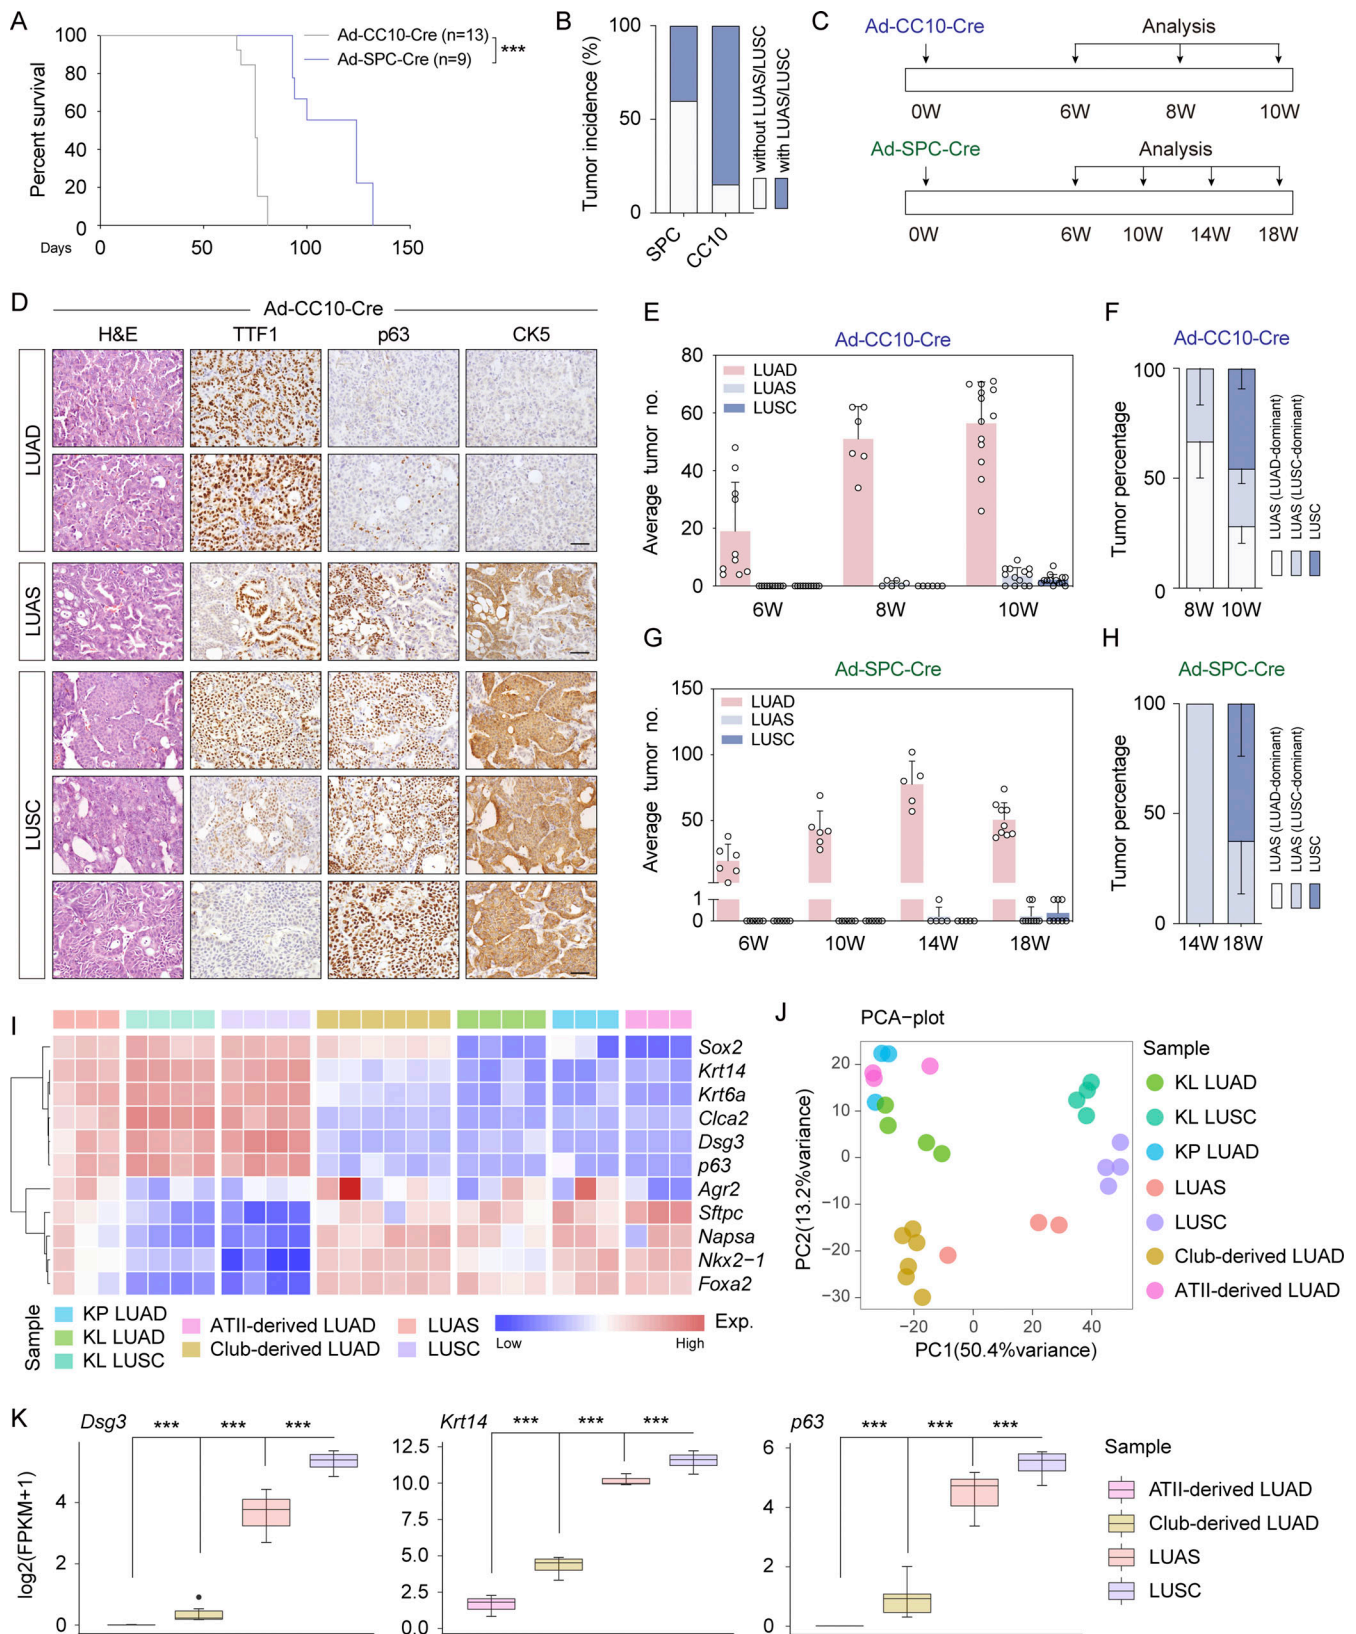 A
Ad-CC10-Cre (n=13)
Ad-SPC-Cre (n=9)
***
Percent survival
100
80
60
40
20
0
Days
0
50
100
150
B
Tumor incidence (%)
100
50
0
SPC
CC10
without LUAS/LUSC
with LUAS/LUSC
C
Ad-CC10-Cre
Analysis
0W
6W
8W
10W
Ad-SPC-Cre
Analysis
0W
6W
10W
14W
18W
D
Ad-CC10-Cre
H&E
TTF1
p63
CK5
LUAD
LUAS
LUSC
E
Ad-CC10-Cre
Average tumor no.
80
60
40
20
0
LUAD
LUAS
LUSC
6W
8W
10W
F
Ad-CC10-Cre
Tumor percentage
100
50
0
8W 10W
LUAS (LUAD-dominant)
LUAS (LUSC-dominant)
LUSC
G
Ad-SPC-Cre
Average tumor no.
150
100
50
1
0
LUAD
LUAS
LUSC
6W
10W
14W
18W
H
Ad-SPC-Cre
Tumor percentage
100
50
0
14W 18W
LUAS (LUAD-dominant)
LUAS (LUSC-dominant)
LUSC
I
Sox2
Krt14
Krt6a
Clca2
Dsg3
p63
Agr2
Sftpc
Napsa
Nkx2−1
Foxa2
Sample
KP LUAD
KL LUAD
KL LUSC
ATII-derived LUAD
Club-derived LUAD
LUAS
LUSC
Low
High
Exp.
J
PCA−plot
PC2(13.2%variance)
20
10
0
−10
−20
−30
−20
0
20
40
PC1(50.4%variance)
Sample
KL LUAD
KL LUSC
KP LUAD
LUAS
LUSC
Club-derived LUAD
ATII-derived LUAD
K
log2(FPKM+1)
Dsg3
*** *** ***
4
2
0
Krt14
*** *** ***
12.5
10.0
7.5
5.0
2.5
0.0
p63
*** *** ***
6
4
2
0
Sample
ATII-derived LUAD
Club-derived LUAD
LUAS
LUSC